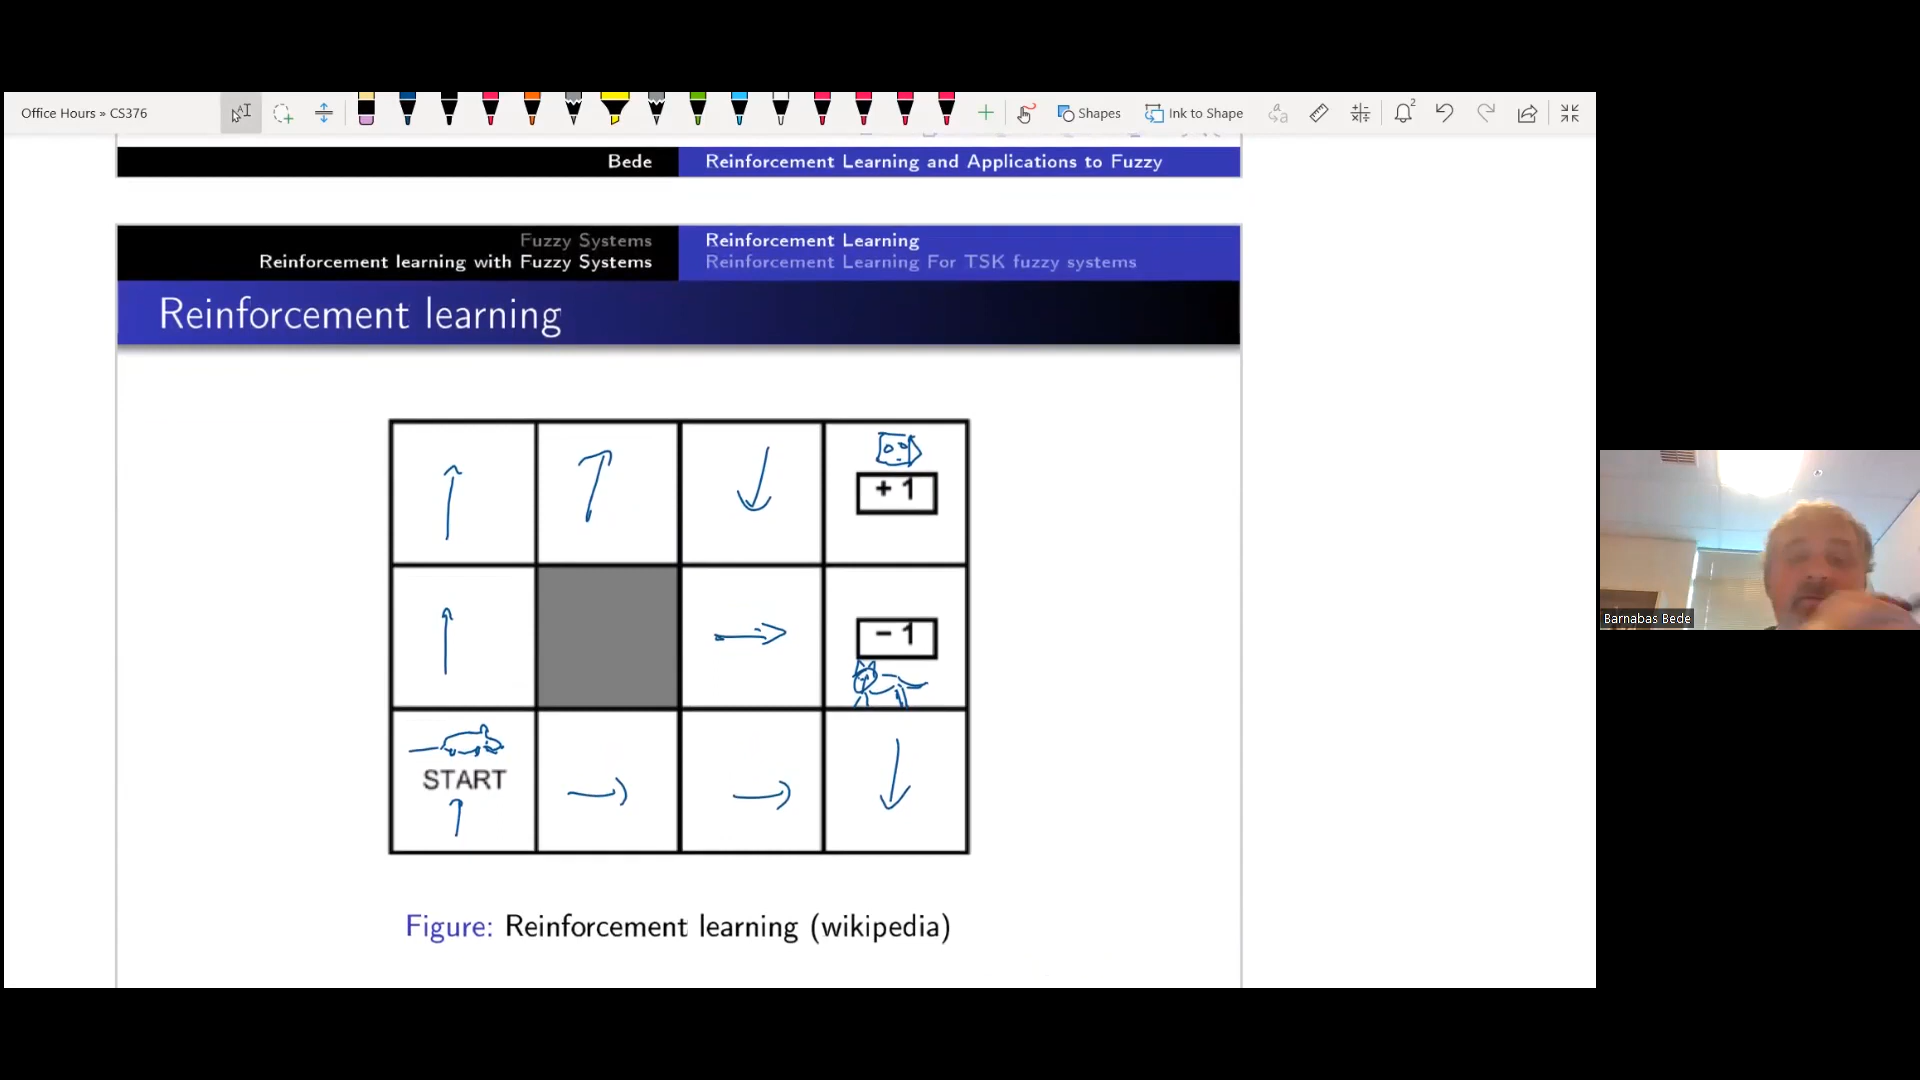 Office Hours » CS376
Shapes
Ink to Shape
2
Bede
Reinforcement Learning and Applications to Fuzzy
Fuzzy Systems
Reinforcement learning with Fuzzy Systems
Reinforcement Learning
Reinforcement Learning For TSK fuzzy systems
Reinforcement learning
+ 1
− 1
START
Figure: Reinforcement learning (wikipedia)
Barnabas Bede